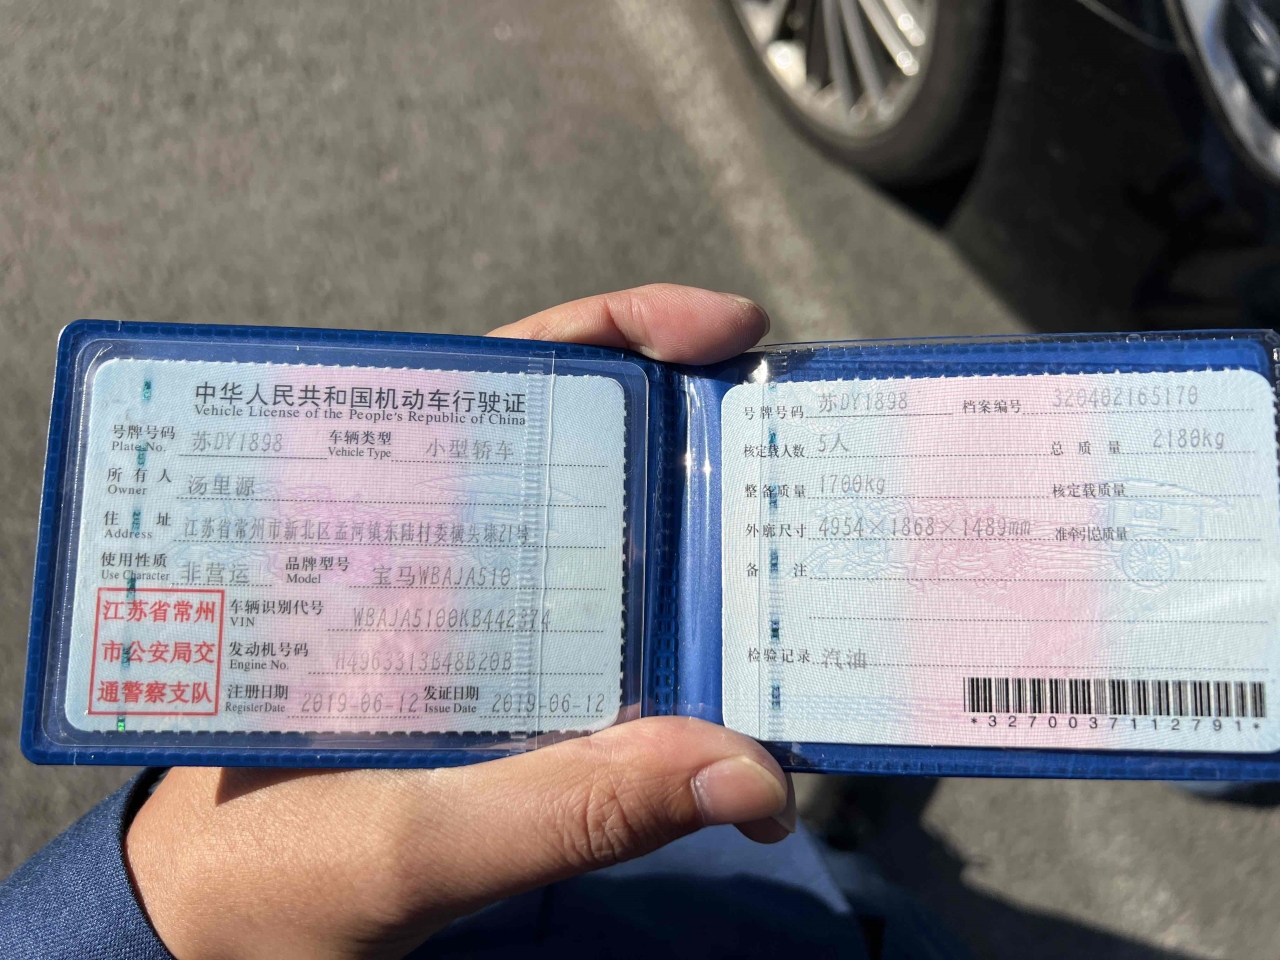 中华人民共和国机动车行驶证
Vehicle License of the People's Republic of China
号牌号码 苏DY1898 车辆类型 小型轿车
Plate No. Vehicle Type
所有人 汤里源
Owner
住址 江苏省常州市新北区孟河镇东陆村委横头埭21号
Address
使用性质 非营运 品牌型号 宝马WBAJA510
Use Character Model
江苏省常州
市公安局交
通警察支队
车辆识别代号 WBAJA5100KB442374
VIN
发动机号码 H4963313B48B20B
Engine No.
注册日期 2019-06-12 发证日期 2019-06-12
Register Date Issue Date
号牌号码 苏DY1898 档案编号 320402165170
核定载人数 5人 总质量 2180kg
整备质量 1700kg 核定载质量
外廓尺寸 4954×1868×1489mm 准牵引总质量
备注
检验记录 汽油
*3270037112791*